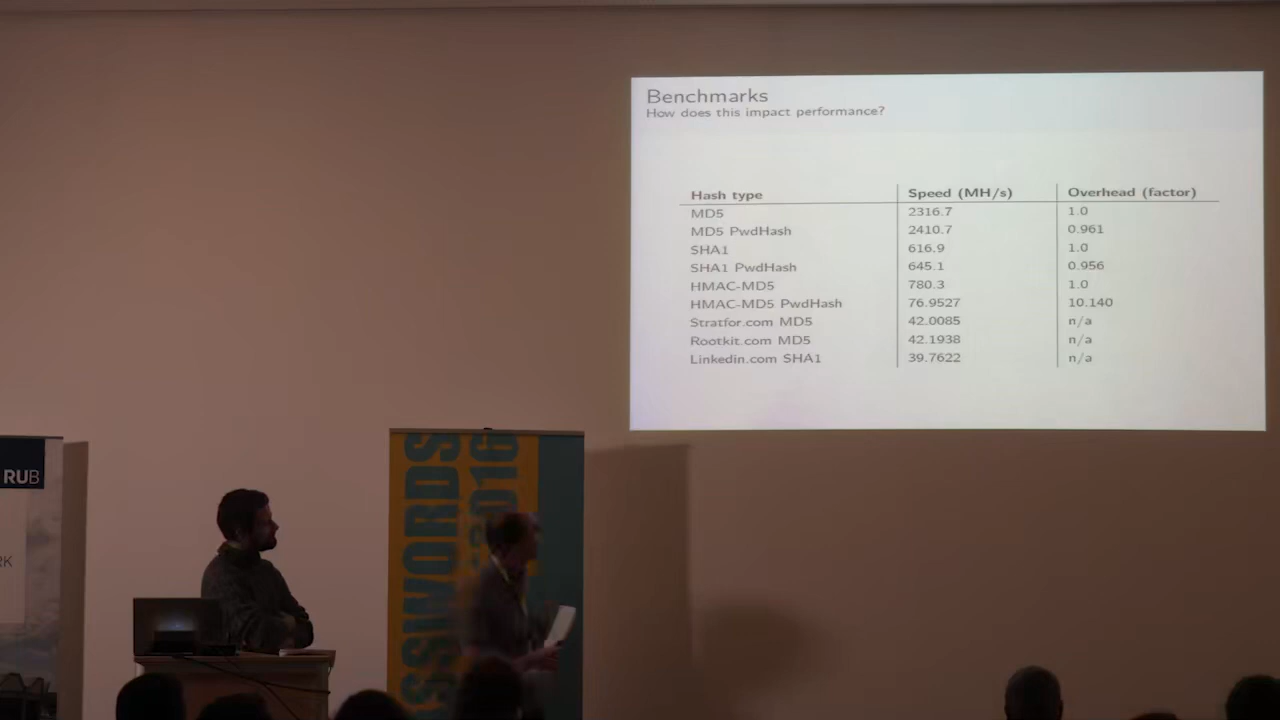 Benchmarks
How does this impact performance?
Hash type Speed (MH/s) Overhead (factor)
MD5 2316.7 1.0
MD5 PwdHash 2410.7 0.961
SHA1 616.9 1.0
SHA1 PwdHash 645.1 0.956
HMAC-MD5 780.3 1.0
HMAC-MD5 PwdHash 76.9527 10.140
Stratfor.com MD5 42.0085 n/a
Rootkit.com MD5 42.1938 n/a
Linkedin.com SHA1 39.7622 n/a
RUB
RK
SSWORDS
2016